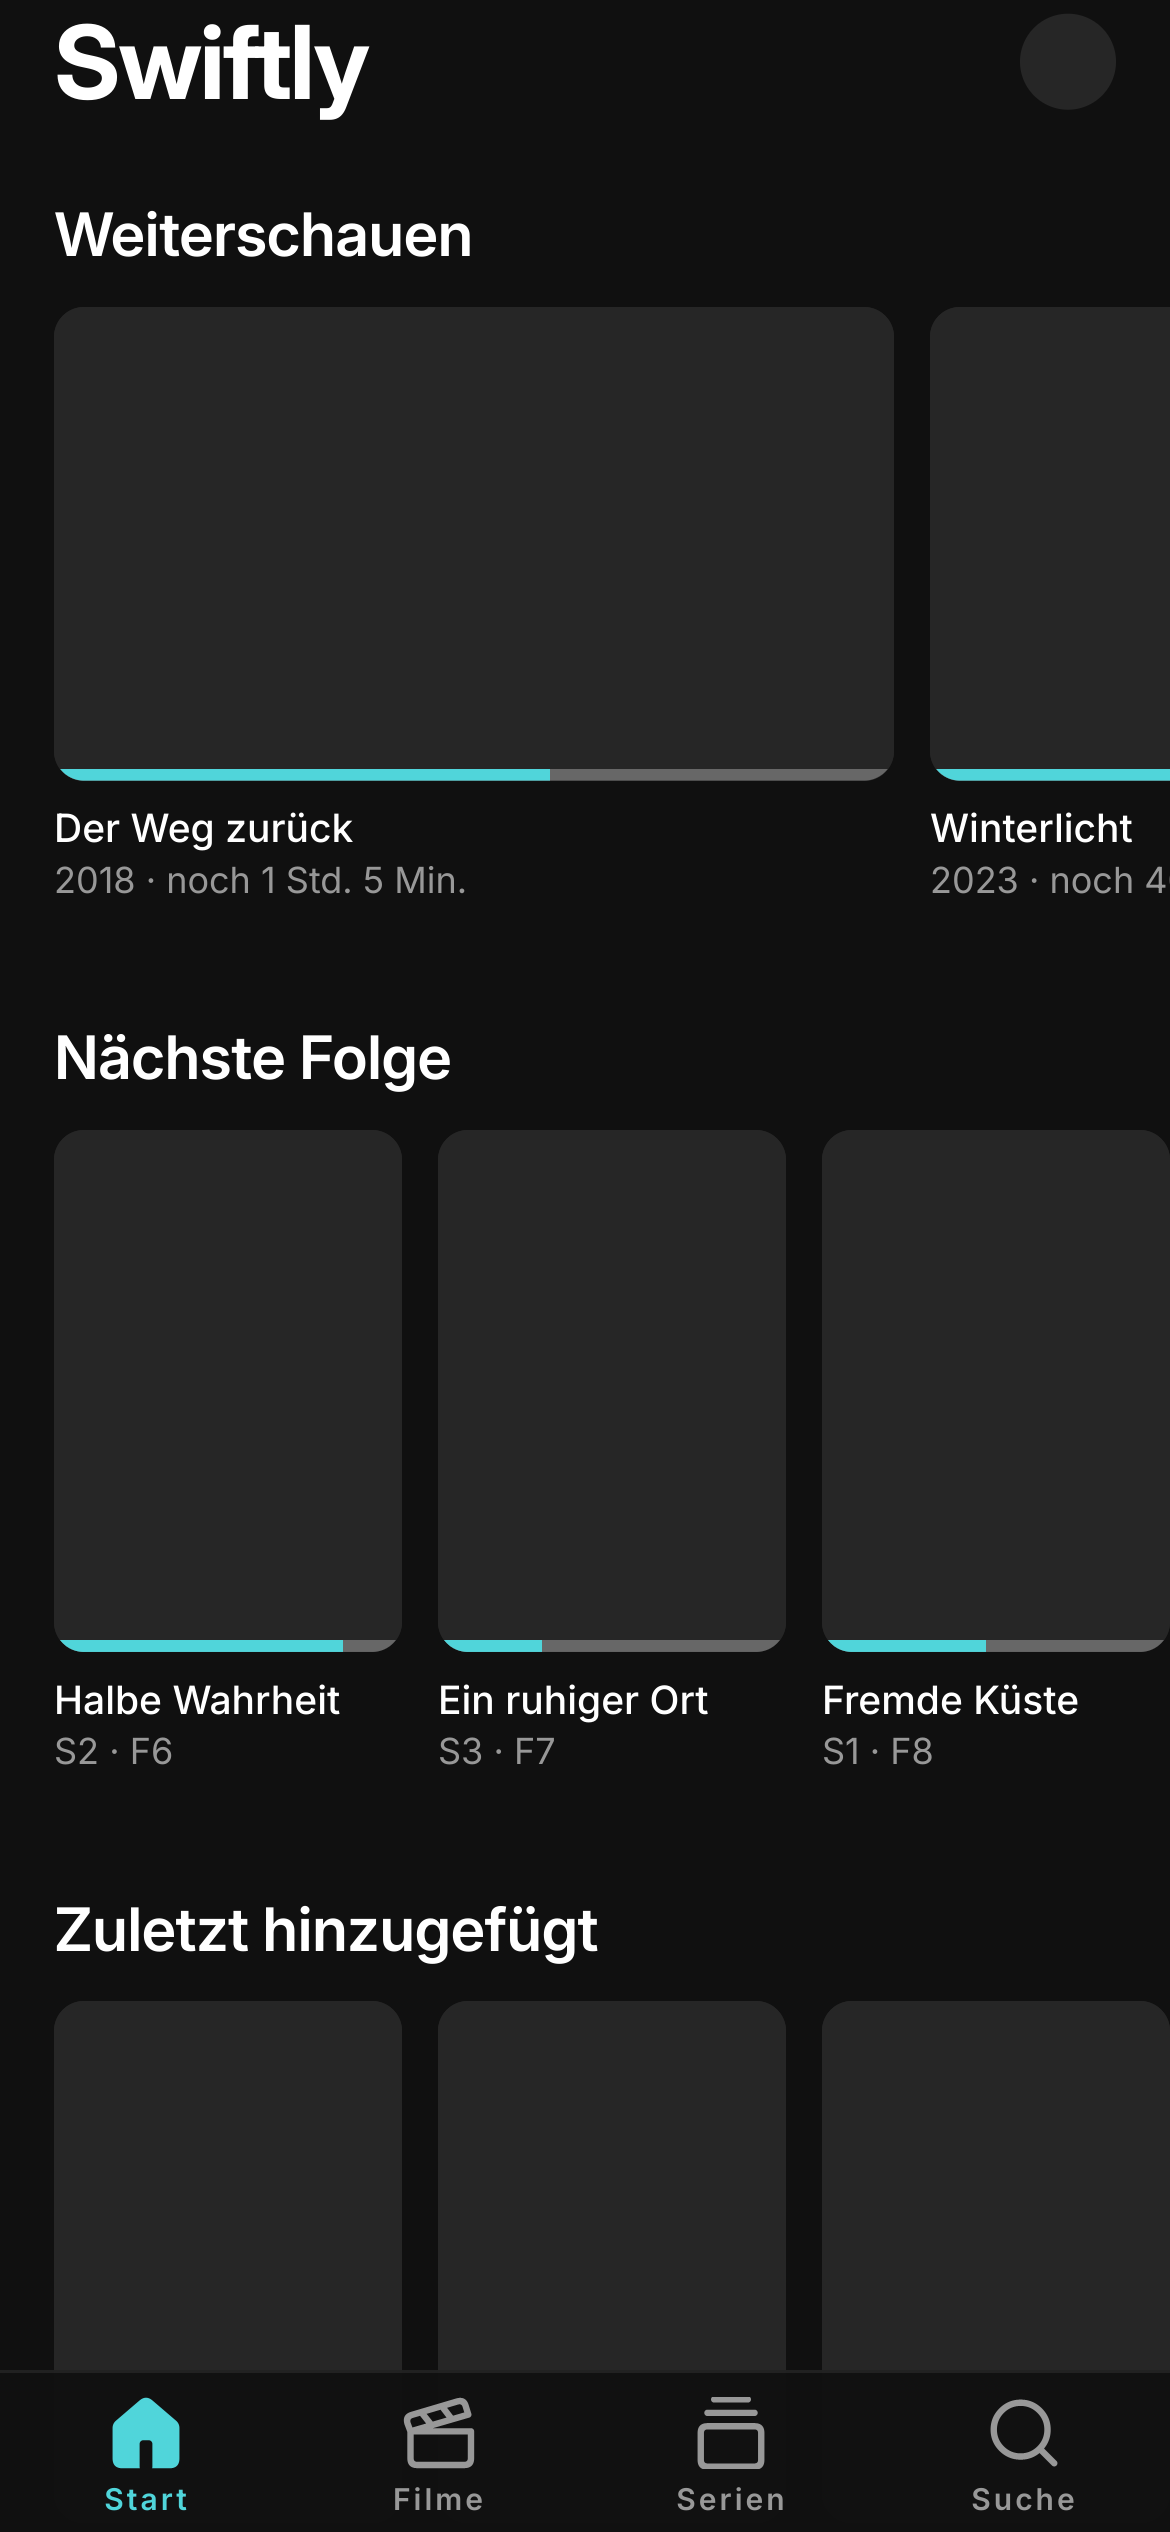 Swiftly
Weiterschauen
Der Weg zurück
2018 · noch 1 Std. 5 Min.
Winterlicht
2023 · noch
Nächste Folge
Halbe Wahrheit
S2 · F6
Ein ruhiger Ort
S3 · F7
Fremde Küste
S1 · F8
Zuletzt hinzugefügt
Start
Filme
Serien
Suche